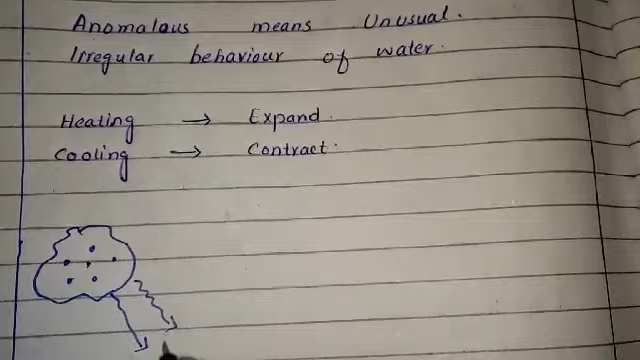 Anomalous means Unusual.
Irregular behaviour of water.
Heating → Expand.
Cooling → Contract.